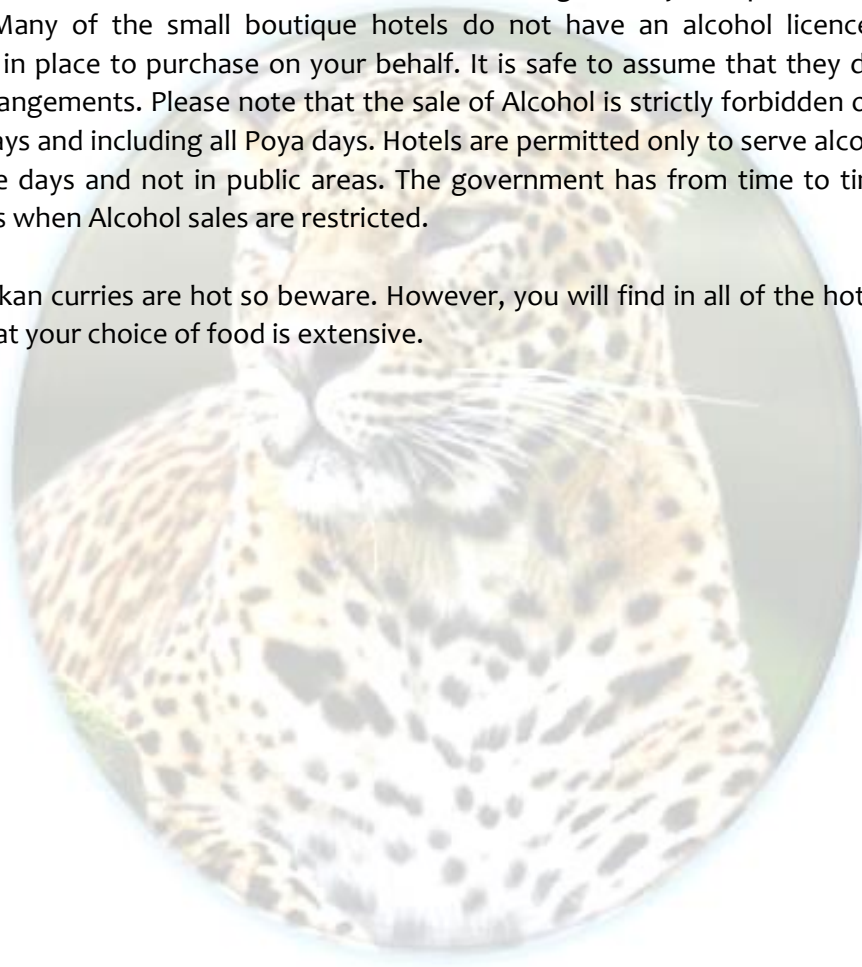 Many of the small boutique hotels do not have an alcohol licence
in place to purchase on your behalf. It is safe to assume that they d
angements. Please note that the sale of Alcohol is strictly forbidden o
ays and including all Poya days. Hotels are permitted only to serve alco
e days and not in public areas. The government has from time to tim
s when Alcohol sales are restricted.
kan curries are hot so beware. However, you will find in all of the hot
at your choice of food is extensive.